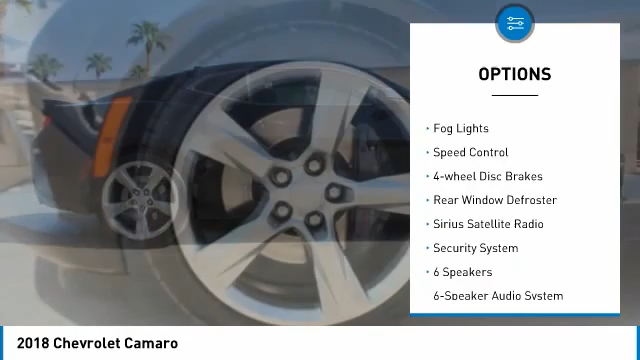 OPTIONS
• Fog Lights
• Speed Control
• 4-wheel Disc Brakes
• Rear Window Defroster
• Sirius Satellite Radio
• Security System
• 6 Speakers
6-Speaker Audio System
2018 Chevrolet Camaro